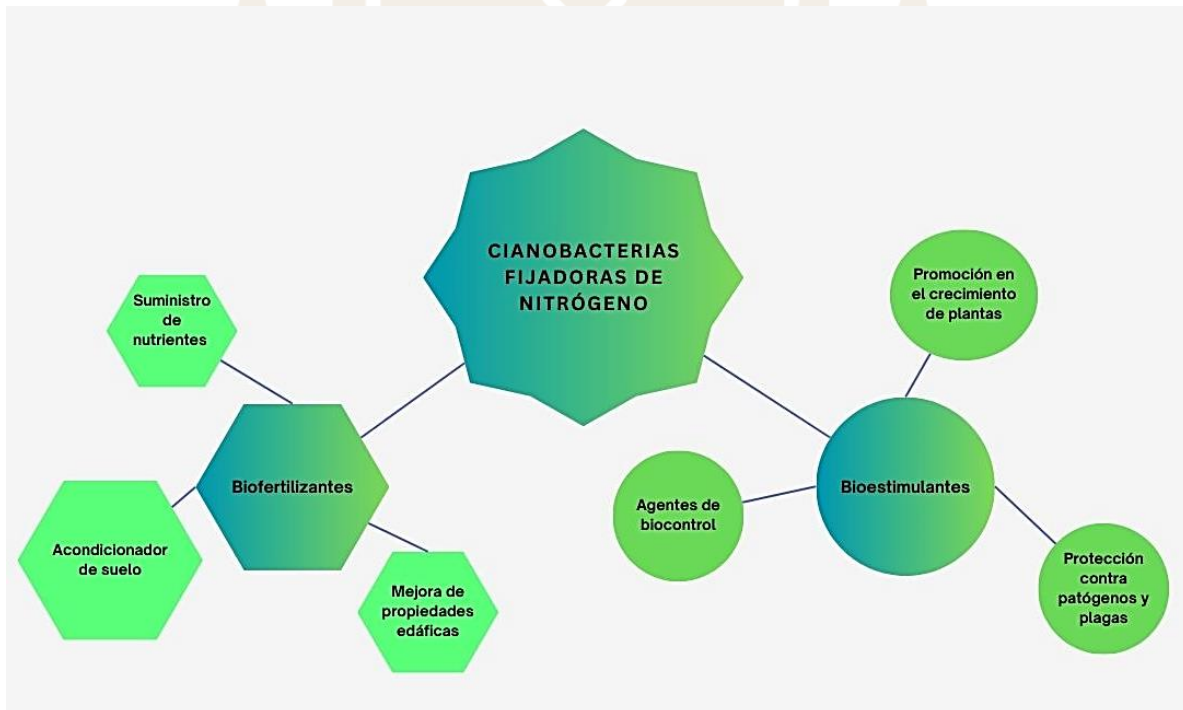 CIANOBACTERIAS
FIJADORAS DE
NITRÓGENO
Suministro
de
nutrientes
Biofertilizantes
Acondicionador
de suelo
Mejora de
propiedades
edáficas
Promoción en
el crecimiento
de plantas
Bioestimulantes
Agentes de
biocontrol
Protección
contra
patógenos y
plagas